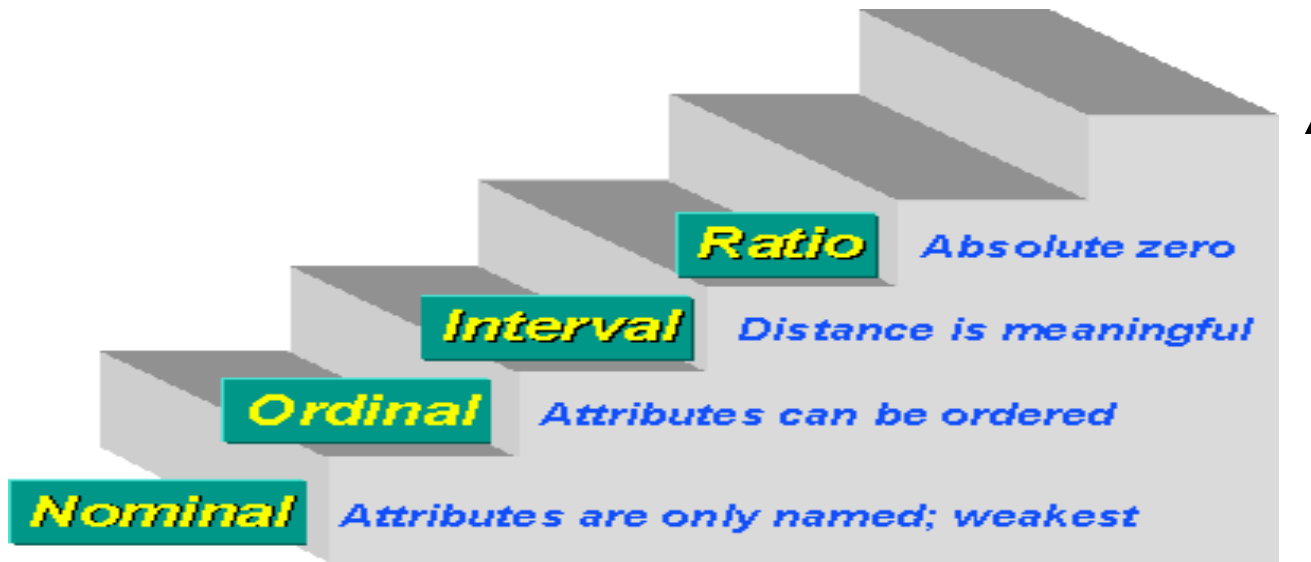 Ratio Absolute zero
Interval Distance is meaningful
Ordinal Attributes can be ordered
Nominal Attributes are only named; weakest